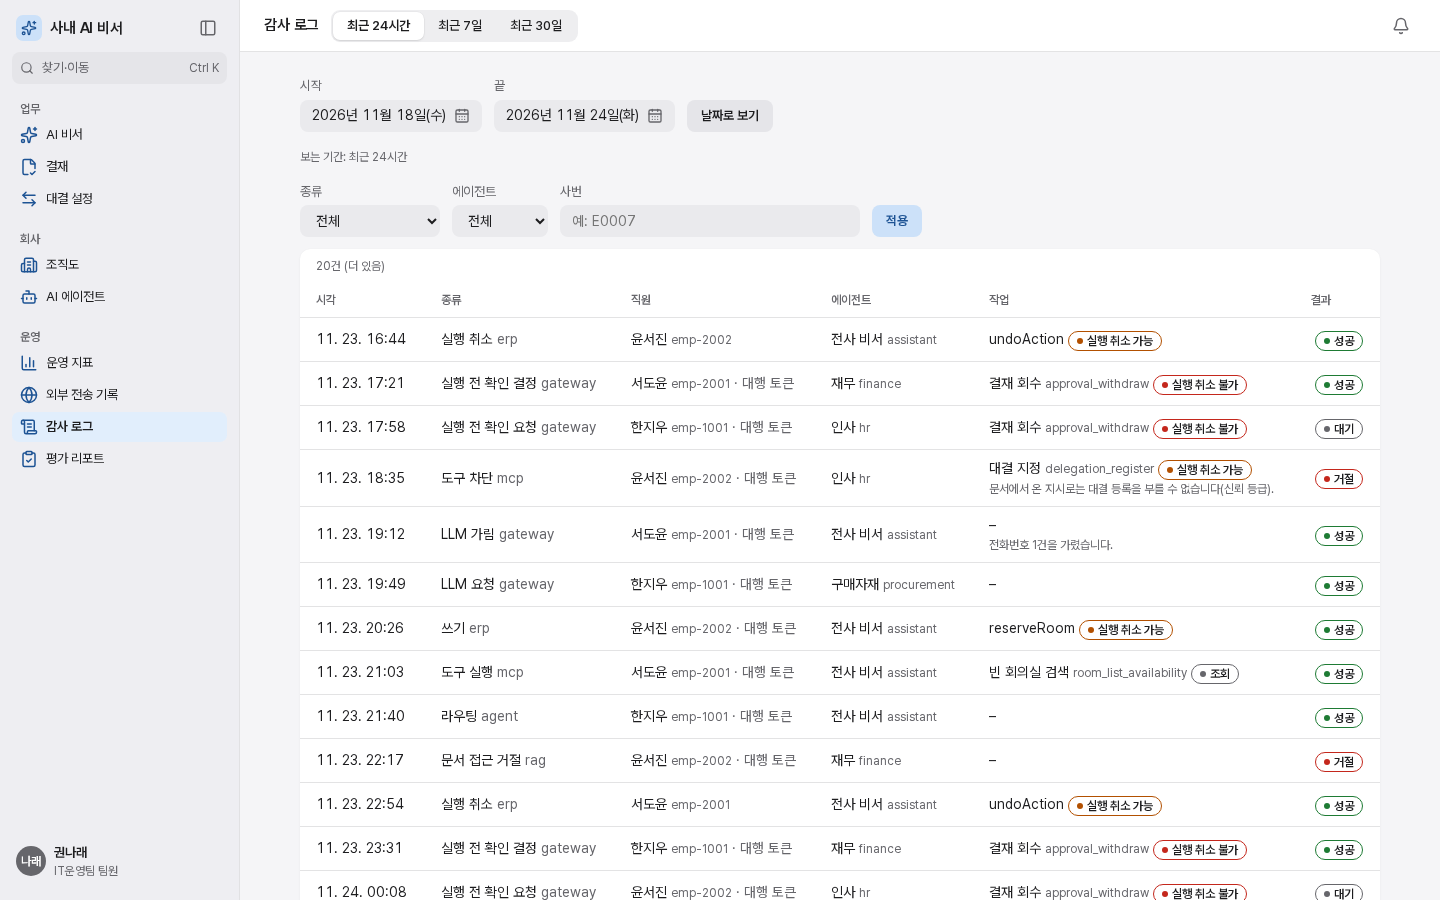 사내 AI 비서
찾기·이동 Ctrl K
업무
AI 비서
결재
대결 설정
회사
조직도
AI 에이전트
운영
운영 지표
외부 전송 기록
감사 로그
평가 리포트
나래
권나래
IT운영팀 팀원
감사 로그 최근 24시간 최근 7일 최근 30일
시작 끝
2026년 11월 18일(수) 2026년 11월 24일(화) 날짜로 보기
보는 기간: 최근 24시간
종류 에이전트 사번
전체 전체 예: E0007 적용
20건 (더 있음)
시각 종류 직원 에이전트 작업 결과
11. 23. 16:44 실행 취소 erp 윤서진 emp-2002 전사 비서 assistant undoAction 실행 취소 가능 성공
11. 23. 17:21 실행 전 확인 결정 gateway 서도윤 emp-2001 · 대행 토큰 재무 finance 결재 회수 approval_withdraw 실행 취소 불가 성공
11. 23. 17:58 실행 전 확인 요청 gateway 한지우 emp-1001 · 대행 토큰 인사 hr 결재 회수 approval_withdraw 실행 취소 불가 대기
11. 23. 18:35 도구 차단 mcp 윤서진 emp-2002 · 대행 토큰 인사 hr 대결 지정 delegation_register 실행 취소 가능 거절
문서에서 온 지시로는 대결 등록을 부를 수 없습니다(신뢰 등급).
11. 23. 19:12 LLM 가림 gateway 서도윤 emp-2001 · 대행 토큰 전사 비서 assistant – 성공
전화번호 1건을 가렸습니다.
11. 23. 19:49 LLM 요청 gateway 한지우 emp-1001 · 대행 토큰 구매자재 procurement – 성공
11. 23. 20:26 쓰기 erp 윤서진 emp-2002 · 대행 토큰 전사 비서 assistant reserveRoom 실행 취소 가능 성공
11. 23. 21:03 도구 실행 mcp 서도윤 emp-2001 · 대행 토큰 전사 비서 assistant 빈 회의실 검색 room_list_availability 조회 성공
11. 23. 21:40 라우팅 agent 한지우 emp-1001 · 대행 토큰 전사 비서 assistant – 성공
11. 23. 22:17 문서 접근 거절 rag 윤서진 emp-2002 · 대행 토큰 재무 finance – 거절
11. 23. 22:54 실행 취소 erp 서도윤 emp-2001 전사 비서 assistant undoAction 실행 취소 가능 성공
11. 23. 23:31 실행 전 확인 결정 gateway 한지우 emp-1001 · 대행 토큰 재무 finance 결재 회수 approval_withdraw 실행 취소 불가 성공
11. 24. 00:08 실행 전 확인 요청 gateway 윤서진 emp-2002 · 대행 토큰 인사 hr 결재 회수 approval_withdraw 실행 취소 불가 대기